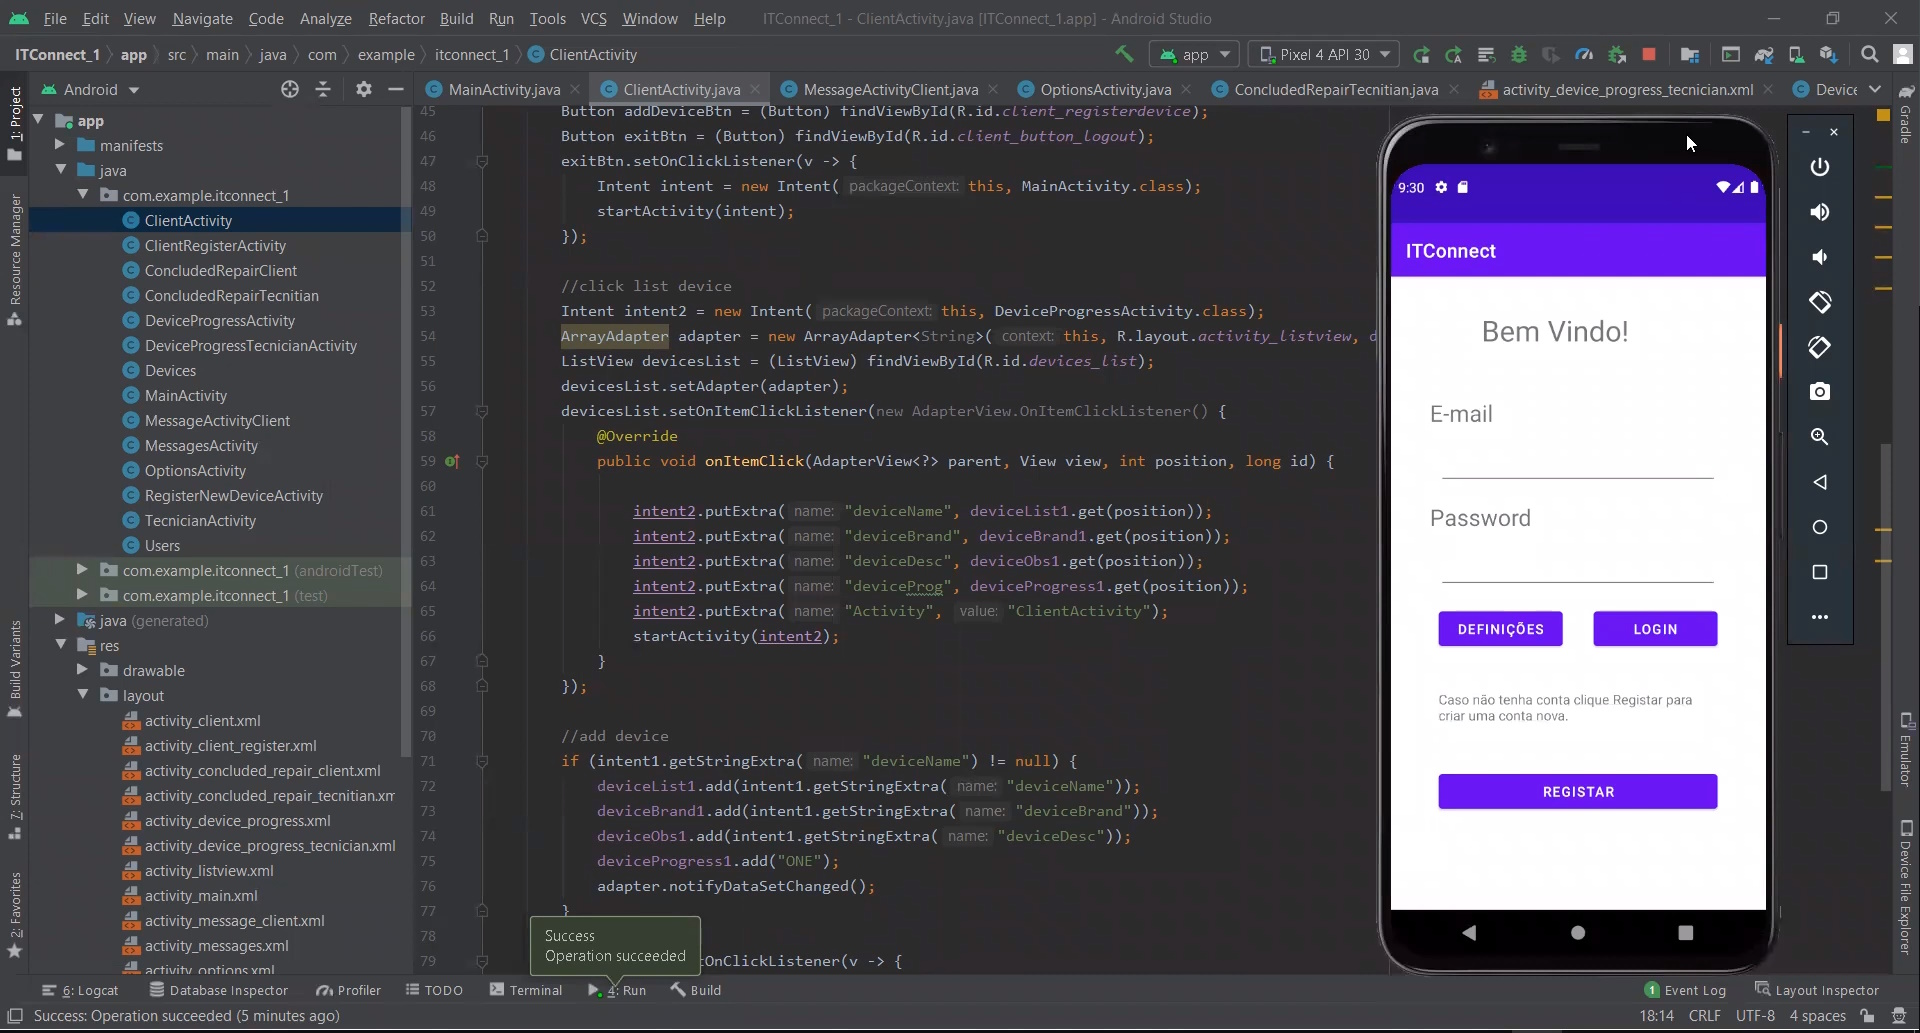 File Edit View Navigate Code Analyze Refactor Build Run Tools VCS Window Help ITConnect_1 - ClientActivity.java [ITConnect_1.app] - Android Studio
ITConnect_1 app src main java com example itconnect_1 ClientActivity app Pixel 4 API 30
Android
MainActivity.java ClientActivity.java MessageActivityClient.java OptionsActivity.java ConcludedRepairTecnitian.java activity_device_progress_tecnician.xml Device
1: Project
Resource Manager
Build Variants
7: Structure
2: Favorites
app
manifests
java
com.example.itconnect_1
ClientActivity
ClientRegisterActivity
ConcludedRepairClient
ConcludedRepairTecnitian
DeviceProgressActivity
DeviceProgressTecnicianActivity
Devices
MainActivity
MessageActivityClient
MessagesActivity
OptionsActivity
RegisterNewDeviceActivity
TecnicianActivity
Users
com.example.itconnect_1 (androidTest)
com.example.itconnect_1 (test)
java (generated)
res
drawable
layout
activity_client.xml
activity_client_register.xml
activity_concluded_repair_client.xml
activity_concluded_repair_tecnitian.xm
activity_device_progress.xml
activity_device_progress_tecnician.xml
activity_listview.xml
activity_main.xml
activity_message_client.xml
activity_messages.xml
activity_options.xml
45 Button addDeviceBtn = (Button) findViewById(R.id.client_registerdevice);
46 Button exitBtn = (Button) findViewById(R.id.client_button_logout);
47 exitBtn.setOnClickListener(v -> {
48 Intent intent = new Intent( packageContext: this, MainActivity.class);
49 startActivity(intent);
50 });
51
52 //click list device
53 Intent intent2 = new Intent( packageContext: this, DeviceProgressActivity.class);
54 ArrayAdapter adapter = new ArrayAdapter<String>( context: this, R.layout.activity_listview, d
55 ListView devicesList = (ListView) findViewById(R.id.devices_list);
56 devicesList.setAdapter(adapter);
57 devicesList.setOnItemClickListener(new AdapterView.OnItemClickListener() {
58 @Override
59 public void onItemClick(AdapterView<?> parent, View view, int position, long id) {
60
61 intent2.putExtra( name: "deviceName", deviceList1.get(position));
62 intent2.putExtra( name: "deviceBrand", deviceBrand1.get(position));
63 intent2.putExtra( name: "deviceDesc", deviceObs1.get(position));
64 intent2.putExtra( name: "deviceProg", deviceProgress1.get(position));
65 intent2.putExtra( name: "Activity", value: "ClientActivity");
66 startActivity(intent2);
67 }
68 });
69
70 //add device
71 if (intent1.getStringExtra( name: "deviceName") != null) {
72 deviceList1.add(intent1.getStringExtra( name: "deviceName"));
73 deviceBrand1.add(intent1.getStringExtra( name: "deviceBrand"));
74 deviceObs1.add(intent1.getStringExtra( name: "deviceDesc"));
75 deviceProgress1.add("ONE");
76 adapter.notifyDataSetChanged();
77 }
78
79 OnClickListener(v -> {
Success
Operation succeeded
9:30
ITConnect
Bem Vindo!
E-mail
Password
DEFINIÇÕES LOGIN
Caso não tenha conta clique Registar para
criar uma conta nova.
REGISTAR
Gradle
Emulator
Device File Explorer
6: Logcat Database Inspector Profiler TODO Terminal 4: Run Build 1 Event Log Layout Inspector
Success: Operation succeeded (5 minutes ago) 18:14 CRLF UTF-8 4 spaces